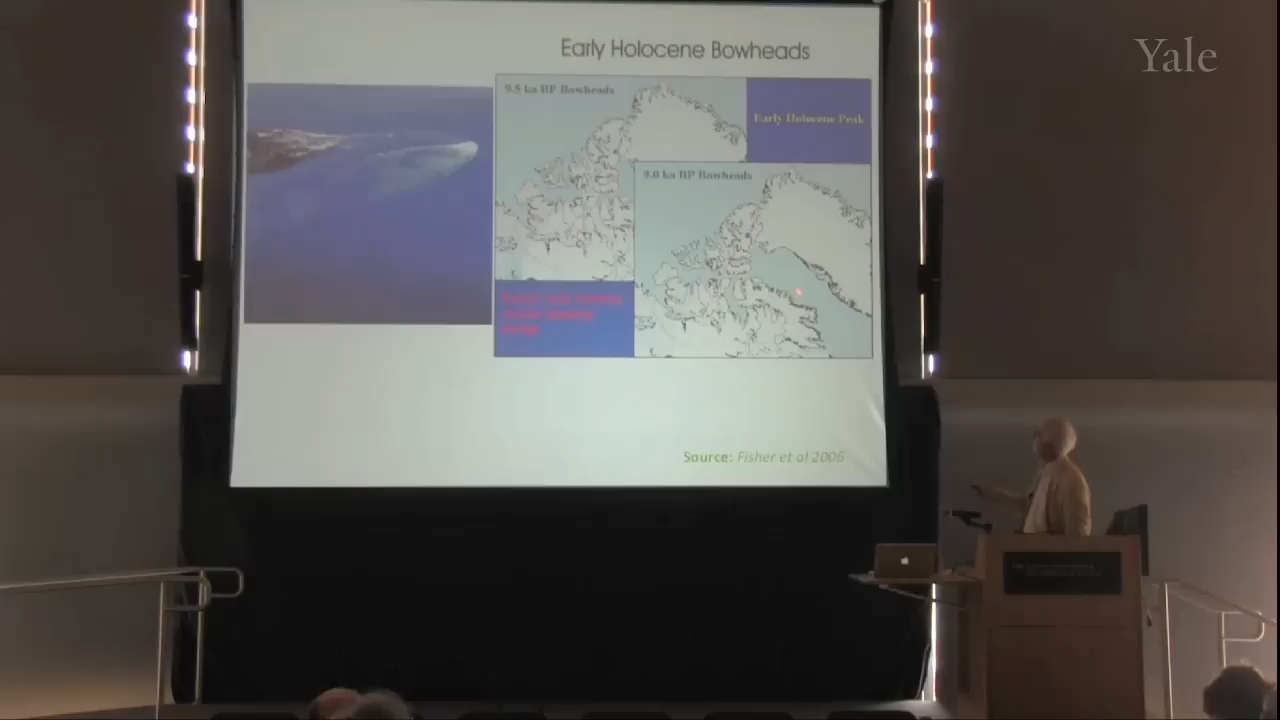 Yale
Early Holocene Bowheads
9.5 ka BP Bowheads
Early Holocene Peak
9.0 ka BP Bowheads
Source: Fisher et al 2006